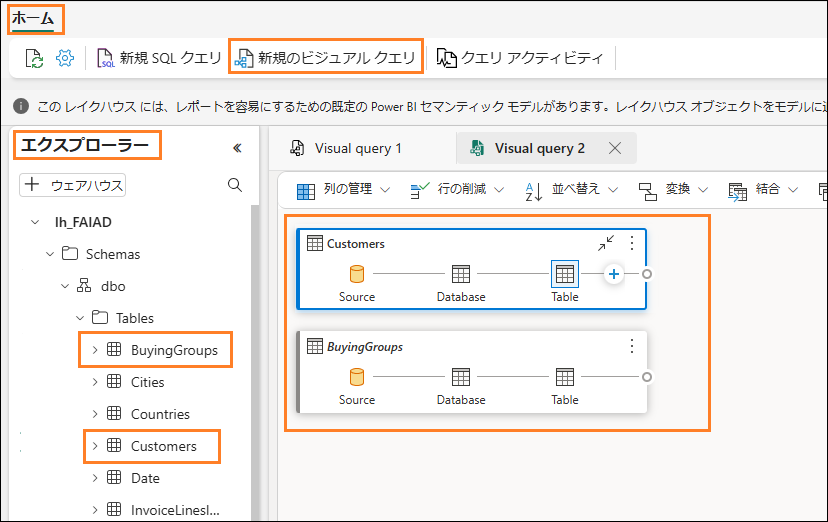 ホーム
SQL 新規 SQL クエリ 新規のビジュアル クエリ クエリ アクティビティ
この レイクハウス には、レポートを容易にするための既定の Power BI セマンティック モデルがあります。レイクハウス オブジェクトをモデルに
エクスプローラー
Visual query 1 Visual query 2
+ ウェアハウス
列の管理 行の削減 並べ替え 変換 結合
lh_FAIAD
Schemas
dbo
Tables
BuyingGroups
Cities
Countries
Customers
Date
InvoiceLinesI...
Customers
Source Database Table
BuyingGroups
Source Database Table